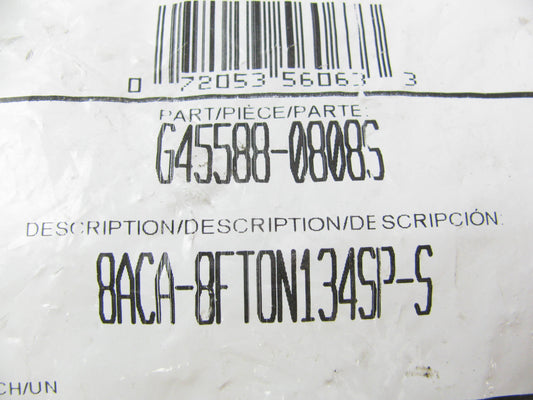 0 72053 56063 3
PART/PIÈCE/PARTE:
G45588-0808S
DESCRIPTION/DESCRIPTION/DESCRIPCIÓN:
8ACA-8FTON134SP-S
CH/UN